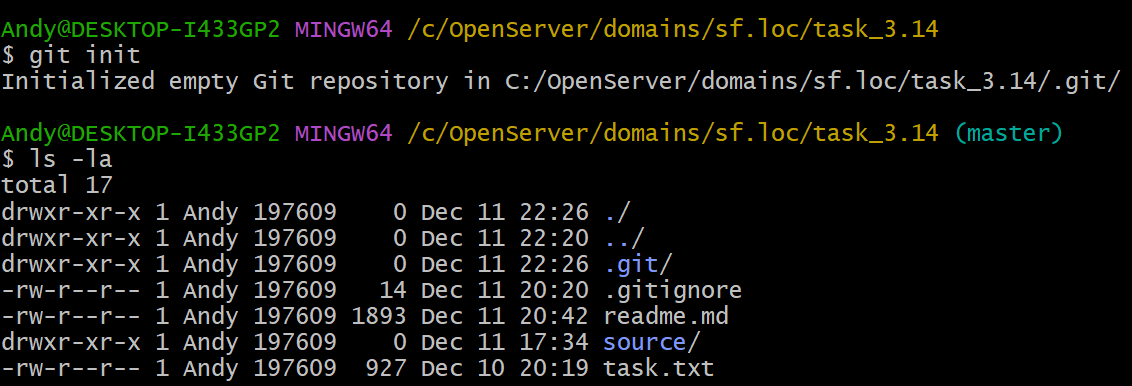 Andy@DESKTOP-I433GP2 MINGW64 /c/OpenServer/domains/sf.loc/task_3.14
$ git init
Initialized empty Git repository in C:/OpenServer/domains/sf.loc/task_3.14/.git/
Andy@DESKTOP-I433GP2 MINGW64 /c/OpenServer/domains/sf.loc/task_3.14 (master)
$ ls -la
total 17
drwxr-xr-x 1 Andy 197609    0 Dec 11 22:26 ./
drwxr-xr-x 1 Andy 197609    0 Dec 11 22:20 ../
drwxr-xr-x 1 Andy 197609    0 Dec 11 22:26 .git/
-rw-r--r-- 1 Andy 197609   14 Dec 11 20:20 .gitignore
-rw-r--r-- 1 Andy 197609 1893 Dec 11 20:42 readme.md
drwxr-xr-x 1 Andy 197609    0 Dec 11 17:34 source/
-rw-r--r-- 1 Andy 197609  927 Dec 10 20:19 task.txt